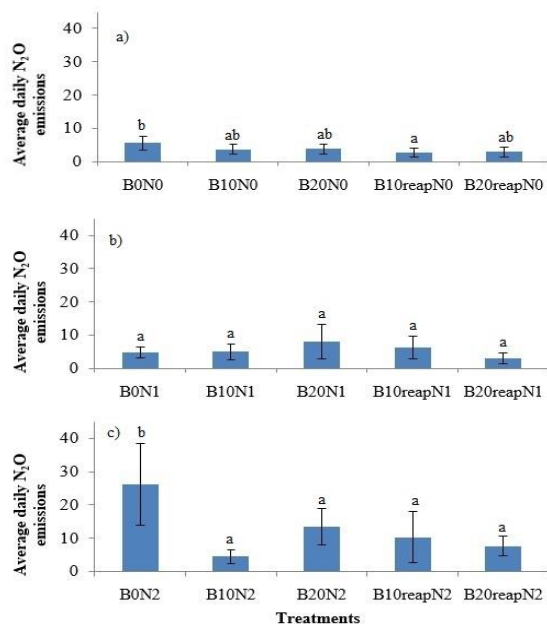 Average daily N₂O
emissions
a)
40
30
20
10
0
b
ab
ab
a
ab
B0N0
B10N0
B20N0
B10reapN0
B20reapN0
Average daily N₂O
emissions
b)
40
30
20
10
0
a
a
a
a
a
B0N1
B10N1
B20N1
B10reapN1
B20reapN1
Average daily N₂O
emissions
c)
40
30
20
10
0
b
a
a
a
a
B0N2
B10N2
B20N2
B10reapN2
B20reapN2
Treatments